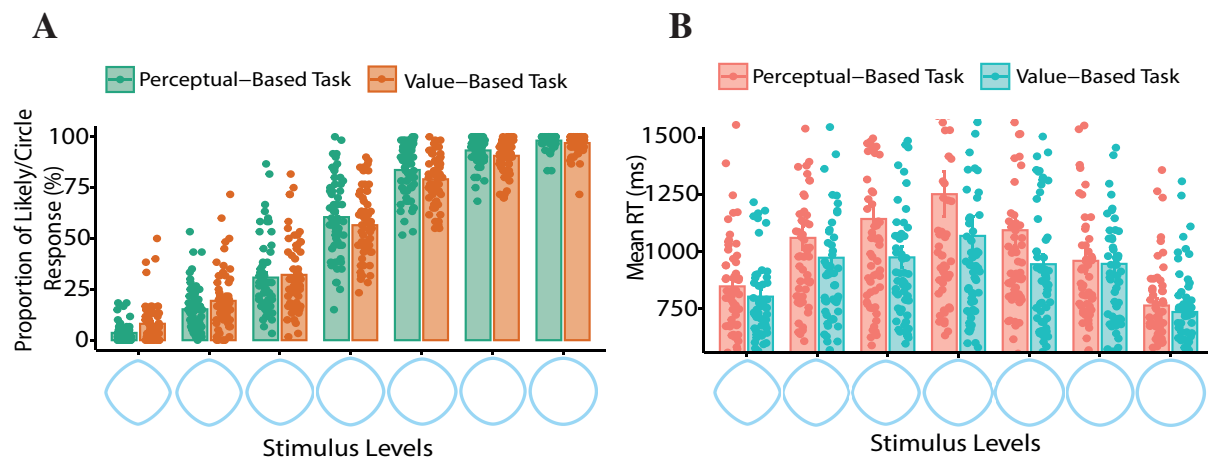 A
Perceptual-Based Task
Value-Based Task
Proportion of Likely/Circle
Response (%)
100
75
50
25
0
Stimulus Levels
B
Perceptual-Based Task
Value-Based Task
Mean RT (ms)
1500
1250
1000
750
Stimulus Levels